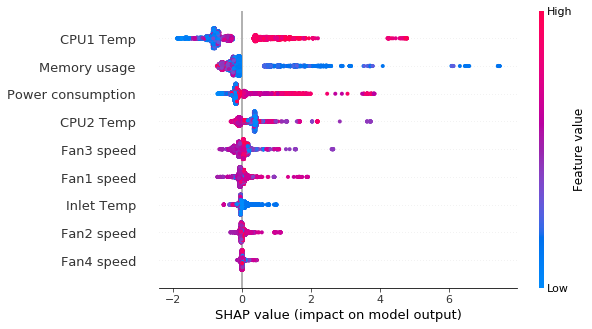 High
CPU1 Temp
Memory usage
Power consumption
CPU2 Temp
Fan3 speed
Fan1 speed
Inlet Temp
Fan2 speed
Fan4 speed
Feature value
Low
−2 0 2 4 6
SHAP value (impact on model output)